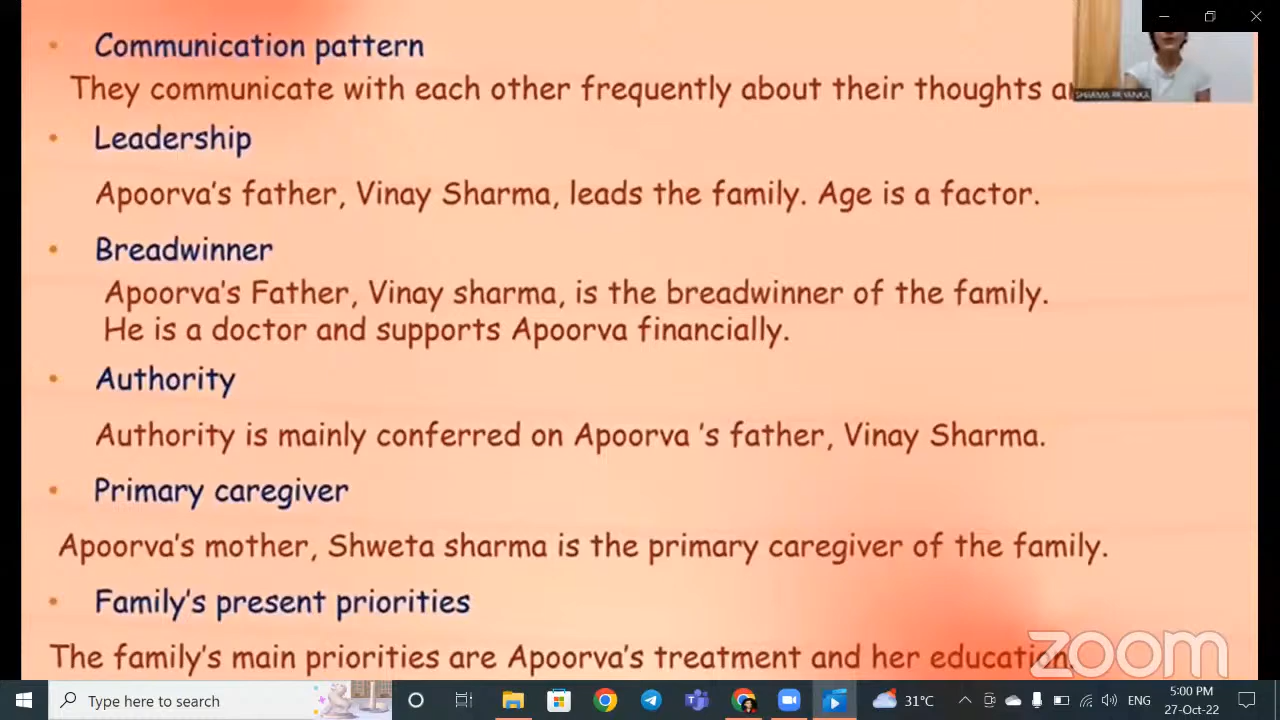 Communication pattern
They communicate with each other frequently about their thoughts
Leadership
Apoorva's father, Vinay Sharma, leads the family. Age is a factor.
Breadwinner
Apoorva's Father, Vinay sharma, is the breadwinner of the family.
He is a doctor and supports Apoorva financially.
Authority
Authority is mainly conferred on Apoorva 's father, Vinay Sharma.
Primary caregiver
Apoorva's mother, Shweta sharma is the primary caregiver of the family.
Family's present priorities
The family's main priorities are Apoorva's treatment and her education.
SHARMA PRIYANKA
zoom
Type here to search
31°C
ENG
5:00 PM
27-Oct-22